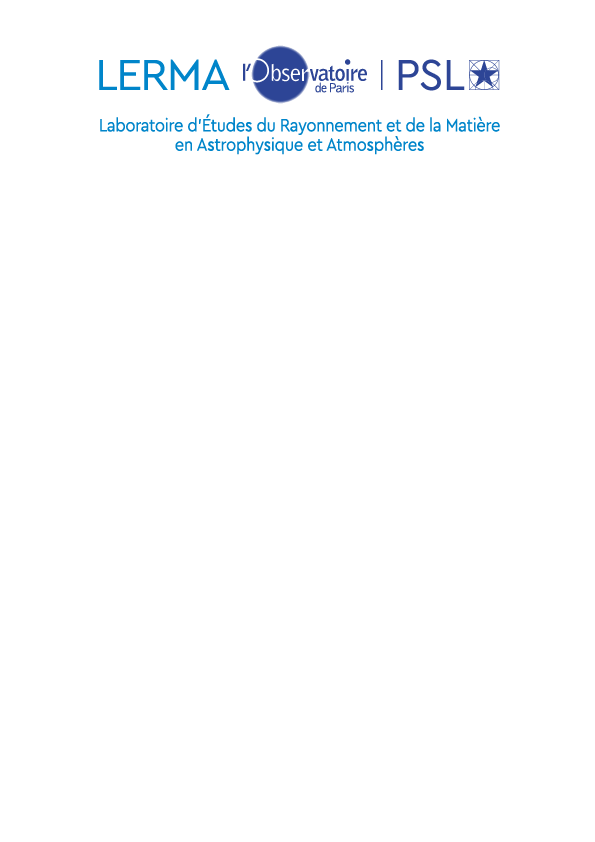 LERMA l'Observatoire de Paris | PSL
Laboratoire d'Études du Rayonnement et de la Matière
en Astrophysique et Atmosphères